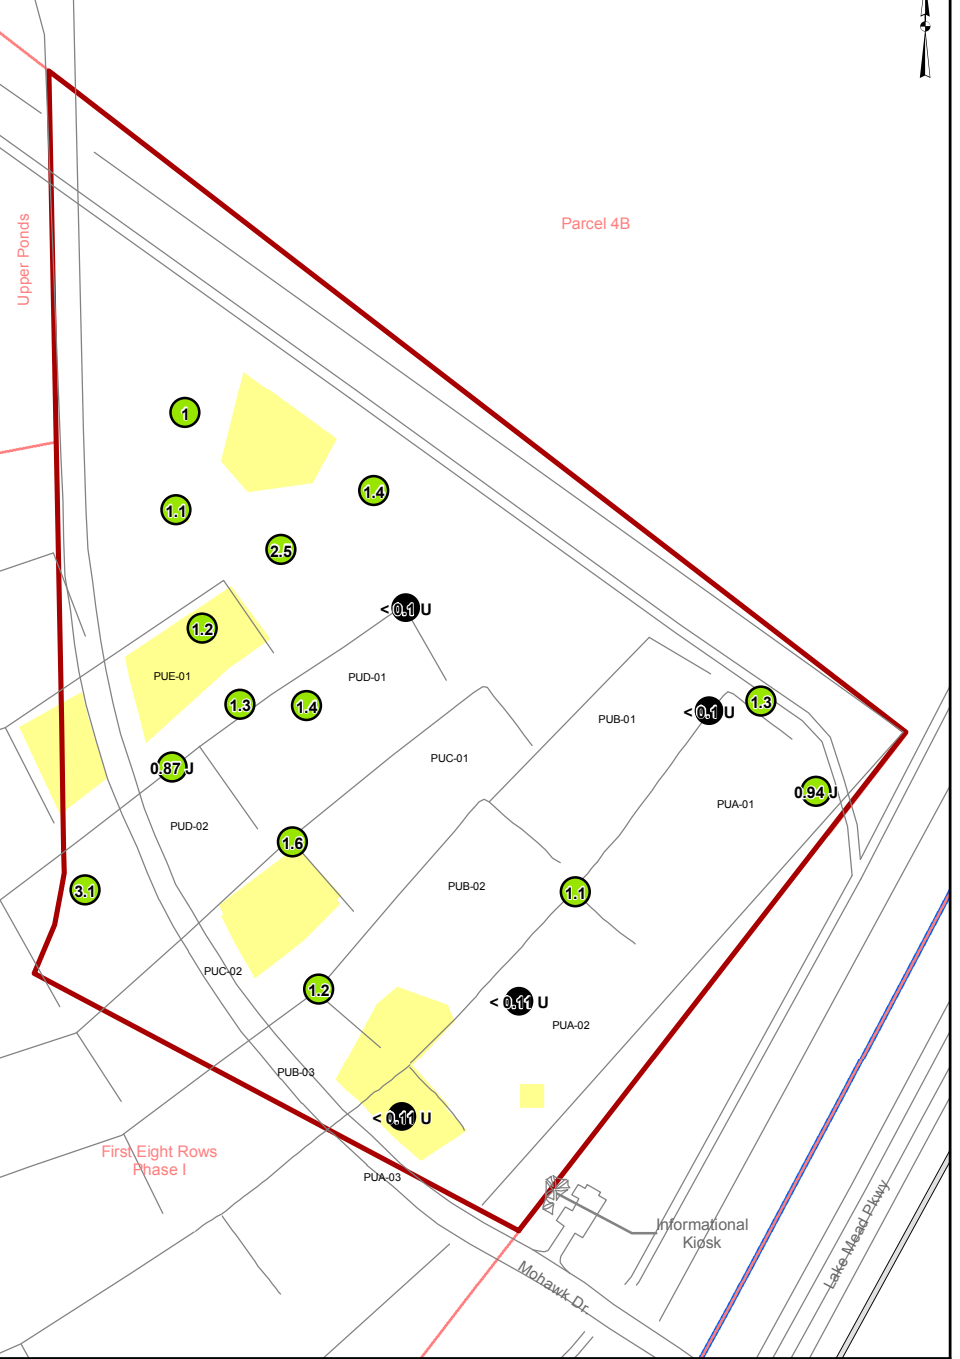 Parcel 4B
Upper Ponds
1
1.4
1.1
2.5
< 0.1 U
1.2
PUE-01
PUD-01
1.3
1.4
PUB-01
< 0.1 U
1.3
PUC-01
0.87 J
0.94 J
PUA-01
PUD-02
1.6
PUB-02
3.1
1.1
PUC-02
1.2
< 0.11 U
PUA-02
PUB-03
< 0.11 U
First Eight Rows
Phase I
PUA-03
Informational
Kiosk
Lake Mead Pkwy
Mohawk Dr